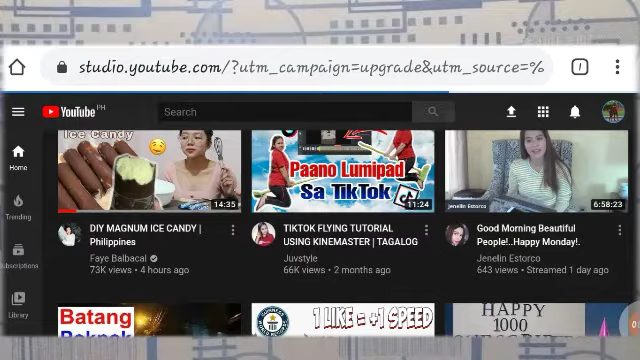 studio.youtube.com/?utm_campaign=upgrade&utm_source=%
YouTube PH
Search
Home
Trending
Subscriptions
Library
Ice Candy
14:35
DIY MAGNUM ICE CANDY |
Philippines
Faye Balbacal
73K views • 4 hours ago
Paano Lumipad
Sa TikTok
11:24
TIKTOK FLYING TUTORIAL
USING KINEMASTER | TAGALOG
Juvstyle
66K views • 2 months ago
Jenelin Estorco
6:58:23
Good Morning Beautiful
People!..Happy Monday!.
Jenelin Estorco
643 views • Streamed 1 day ago
Batang
1 LIKE = +1 SPEED
HAPPY
1000